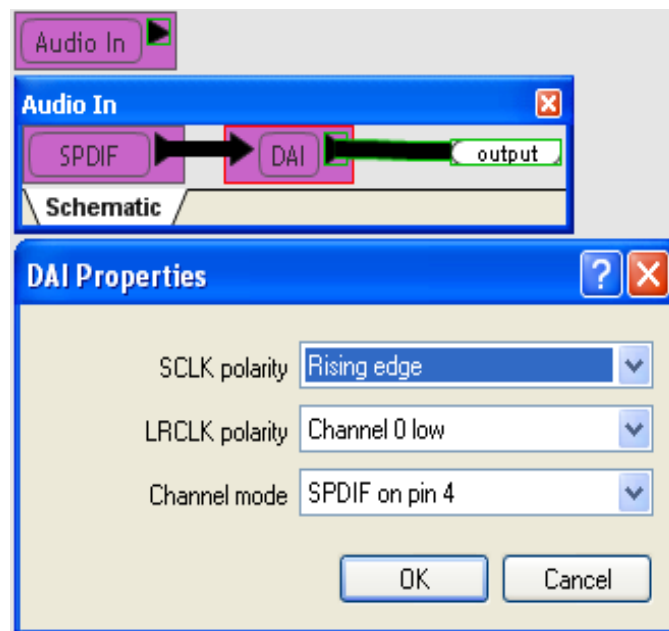 Audio In
Audio In
SPDIF DAI output
Schematic
DAI Properties ?
SCLK polarity Rising edge
LRCLK polarity Channel 0 low
Channel mode SPDIF on pin 4
OK Cancel